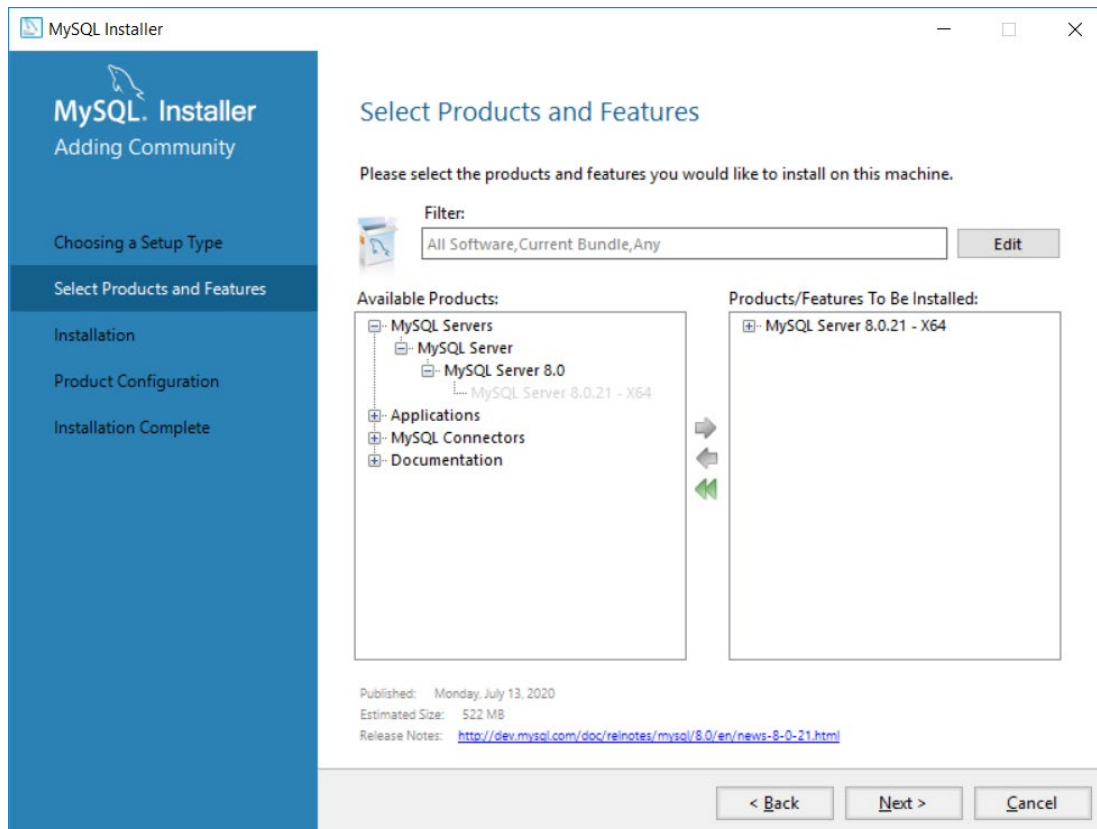 MySQL Installer
MySQL. Installer
Adding Community
Choosing a Setup Type
Select Products and Features
Installation
Product Configuration
Installation Complete
Select Products and Features
Please select the products and features you would like to install on this machine.
Filter:
All Software,Current Bundle,Any
Edit
Available Products:
MySQL Servers
MySQL Server
MySQL Server 8.0
MySQL Server 8.0.21 - X64
Applications
MySQL Connectors
Documentation
Products/Features To Be Installed:
MySQL Server 8.0.21 - X64
Published: Monday, July 13, 2020
Estimated Size: 522 MB
Release Notes: http://dev.mysql.com/doc/relnotes/mysql/8.0/en/news-8-0-21.html
< Back
Next >
Cancel